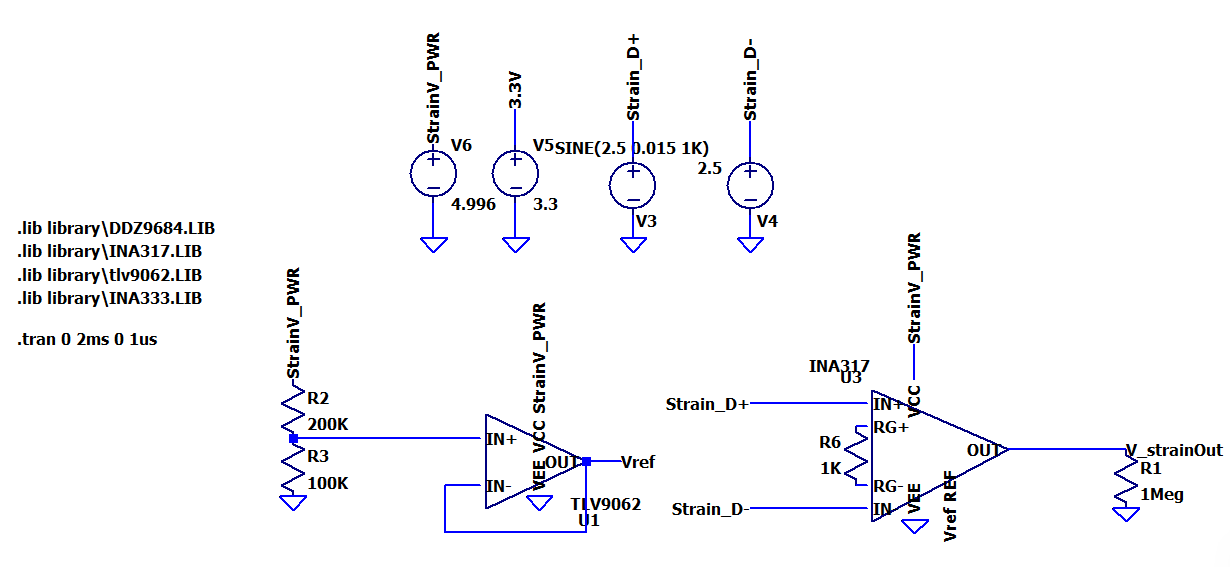 StrainV_PWR
3.3V
Strain_D+
Strain_D-
V6
V5
SINE(2.5 0.015 1K)
2.5
4.996
3.3
V3
V4
.lib library\DDZ9684.LIB
.lib library\INA317.LIB
.lib library\tlv9062.LIB
.lib library\INA333.LIB
.tran 0 2ms 0 1us
StrainV_PWR
R2
200K
R3
100K
StrainV_PWR
VCC
VEE
IN+
IN-
OUT
Vref
TLV9062
U1
StrainV_PWR
INA317
U3
VCC
Strain_D+
IN+
RG+
R6
1K
RG-
Strain_D-
IN-
VEE
REF
Vref
OUT
V_strainOut
R1
1Meg